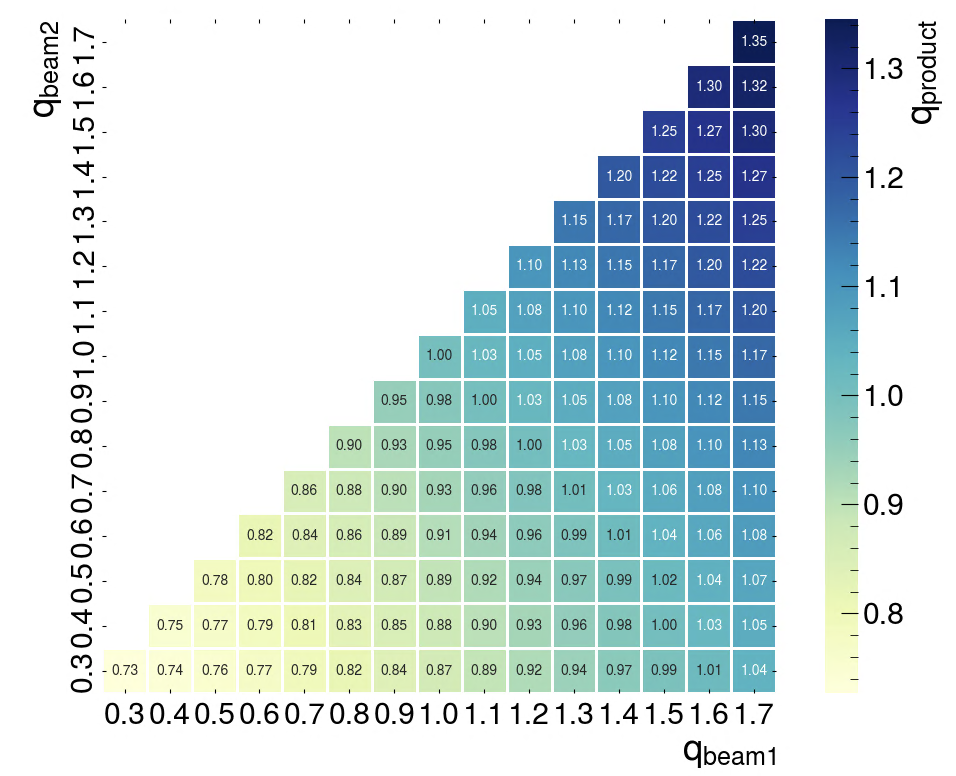 qbeam2
qproduct
1.7 1.35
1.6 1.30 1.32
1.5 1.25 1.27 1.30
1.4 1.20 1.22 1.25 1.27
1.3 1.15 1.17 1.20 1.22 1.25
1.2 1.10 1.13 1.15 1.17 1.20 1.22
1.1 1.05 1.08 1.10 1.12 1.15 1.17 1.20
1.0 1.00 1.03 1.05 1.08 1.10 1.12 1.15 1.17
0.9 0.95 0.98 1.00 1.03 1.05 1.08 1.10 1.12 1.15
0.8 0.90 0.93 0.95 0.98 1.00 1.03 1.05 1.08 1.10 1.13
0.7 0.86 0.88 0.90 0.93 0.96 0.98 1.01 1.03 1.06 1.08 1.10
0.6 0.82 0.84 0.86 0.89 0.91 0.94 0.96 0.99 1.01 1.04 1.06 1.08
0.5 0.78 0.80 0.82 0.84 0.87 0.89 0.92 0.94 0.97 0.99 1.02 1.04 1.07
0.4 0.75 0.77 0.79 0.81 0.83 0.85 0.88 0.90 0.93 0.96 0.98 1.00 1.03 1.05
0.3 0.73 0.74 0.76 0.77 0.79 0.82 0.84 0.87 0.89 0.92 0.94 0.97 0.99 1.01 1.04
0.3 0.4 0.5 0.6 0.7 0.8 0.9 1.0 1.1 1.2 1.3 1.4 1.5 1.6 1.7
qbeam1
1.3
1.2
1.1
1.0
0.9
0.8